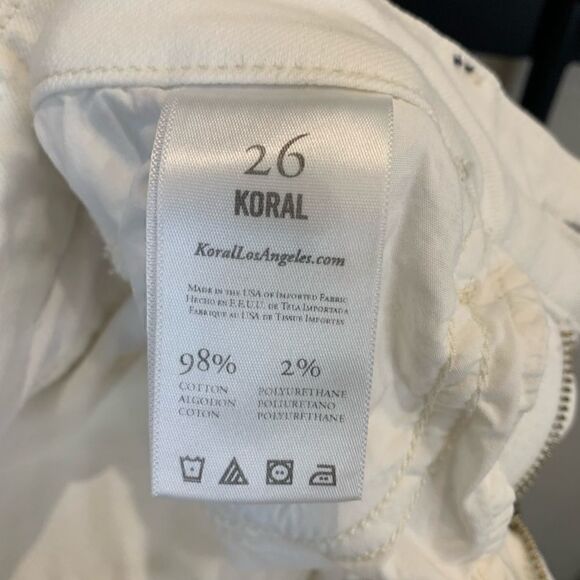 26
KORAL
KoralLosAngeles.com
MADE IN THE USA OF IMPORTED FABRIC
HECHO EN E.E.U.U. DE TELA IMPORTADA
FABRIQUE AU USA DE TISSUE IMPORTES
98% 2%
COTTON POLYURETHANE
ALGODON POLIURETANO
COTON POLYURETHANE